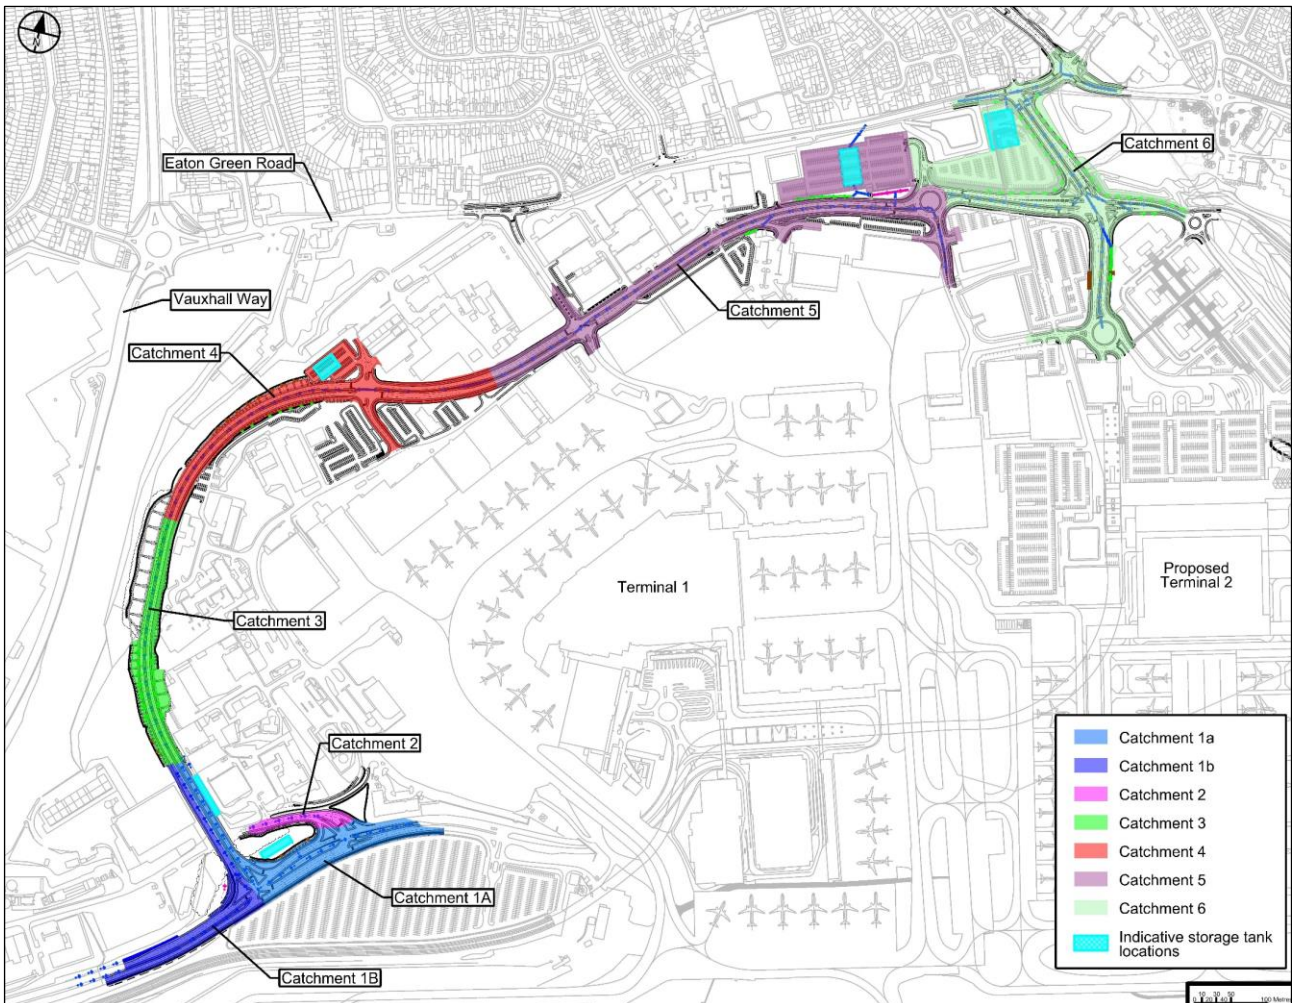 N
Catchment 6
Eaton Green Road
Vauxhall Way
Catchment 5
Catchment 4
Terminal 1
Proposed
Terminal 2
Catchment 3
Catchment 2
Catchment 1A
Catchment 1B
Catchment 1a
Catchment 1b
Catchment 2
Catchment 3
Catchment 4
Catchment 5
Catchment 6
Indicative storage tank
locations